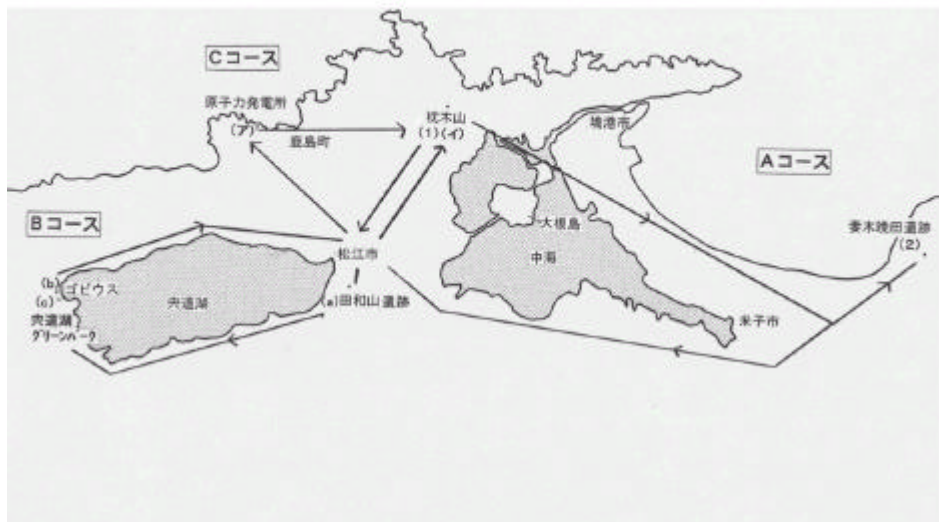 Cコース
原子力発電所
(ア)
鹿島町
枕木山
(1)(イ)
境港市
Aコース
Bコース
松江市
大根島
中海
妻木晩田遺跡
(2)
(b)
ゴビウス
(c)
宍道湖
グリーンパーク
宍道湖
(a)田和山遺跡
米子市